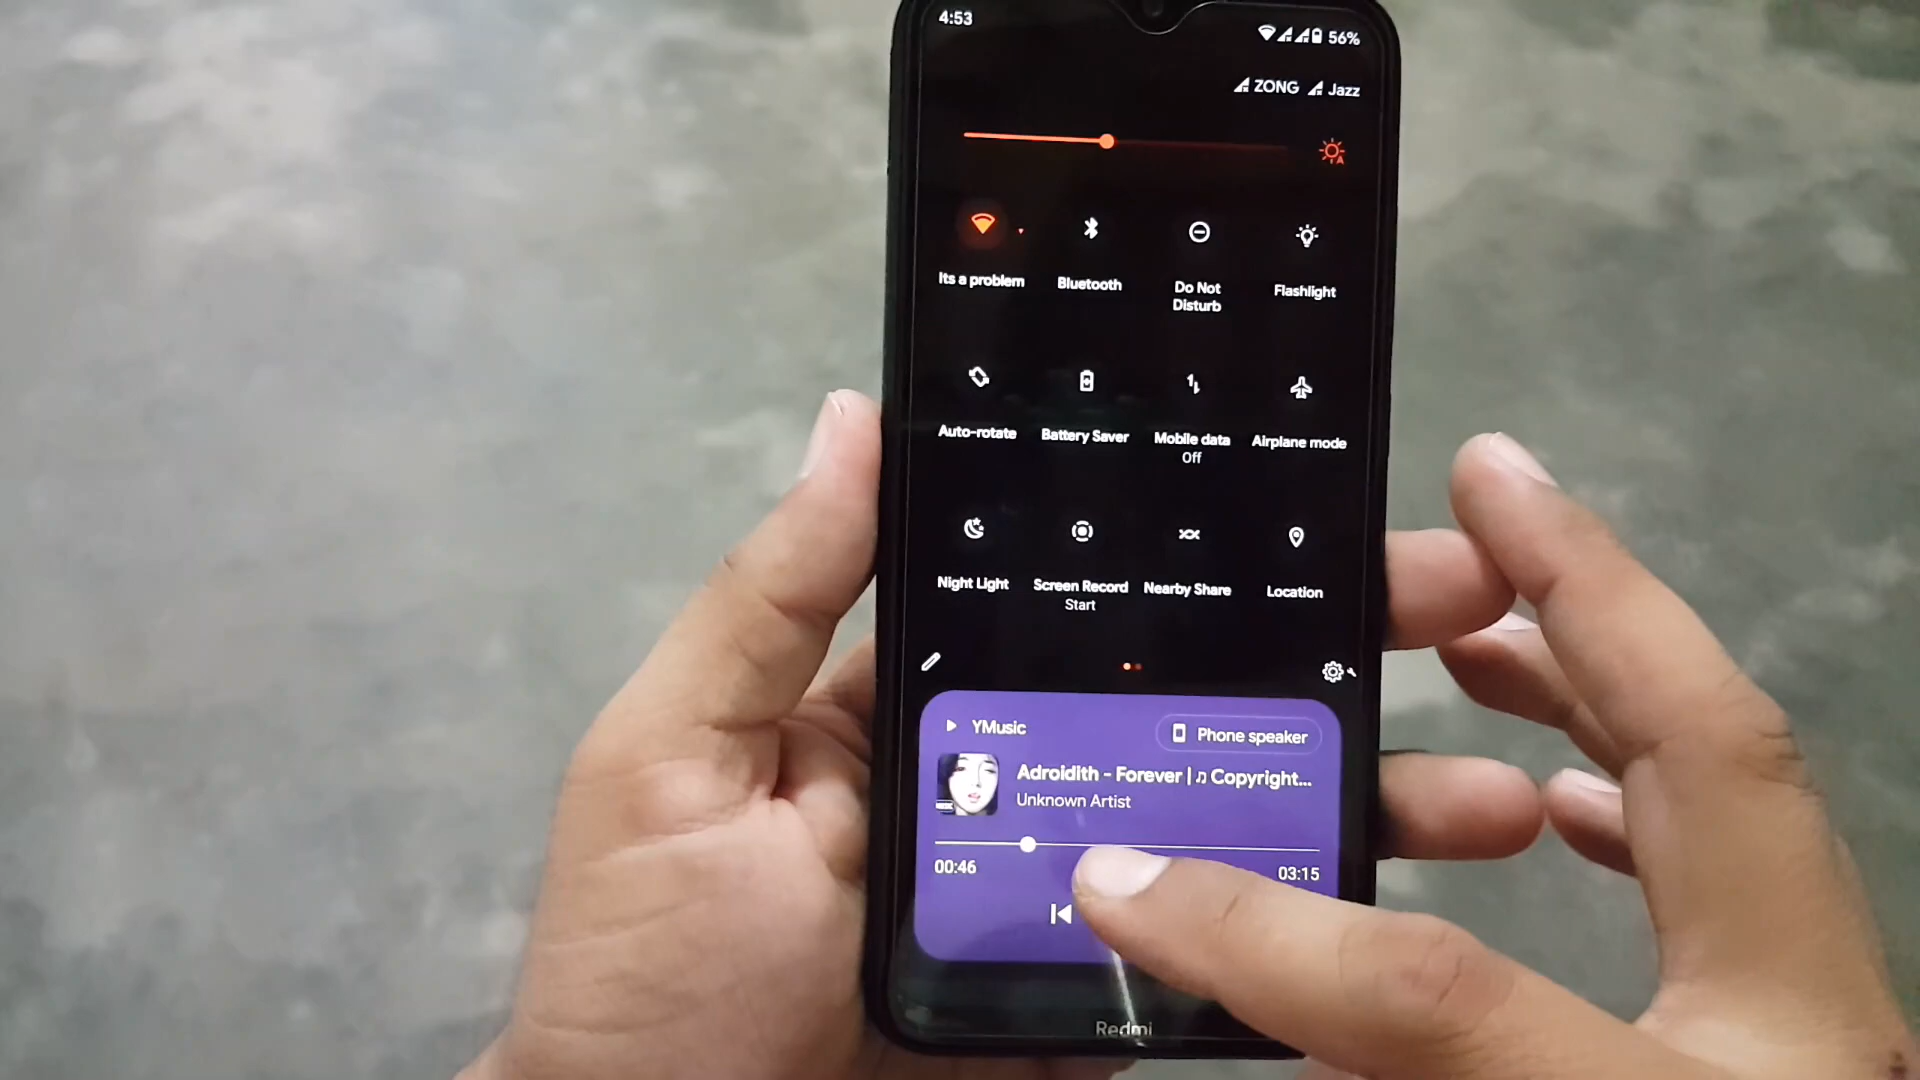 4:53
56%
ZONG Jazz
Its a problem
Bluetooth
Do Not
Disturb
Flashlight
Auto-rotate
Battery Saver
Mobile data
Off
Airplane mode
Night Light
Screen Record
Start
Nearby Share
Location
YMusic
Phone speaker
Adroidith - Forever | ♫ Copyright...
Unknown Artist
00:46
03:15
Redmi